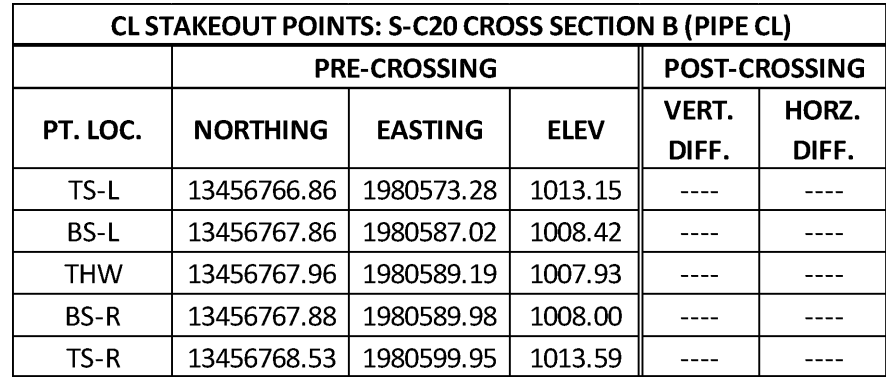 CL STAKEOUT POINTS: S-C20 CROSS SECTION B (PIPE CL)
PRE-CROSSING POST-CROSSING
PT. LOC. NORTHING EASTING ELEV VERT. DIFF. HORZ. DIFF.
TS-L 13456766.86 1980573.28 1013.15 ---- ----
BS-L 13456767.86 1980587.02 1008.42 ---- ----
THW 13456767.96 1980589.19 1007.93 ---- ----
BS-R 13456767.88 1980589.98 1008.00 ---- ----
TS-R 13456768.53 1980599.95 1013.59 ---- ----